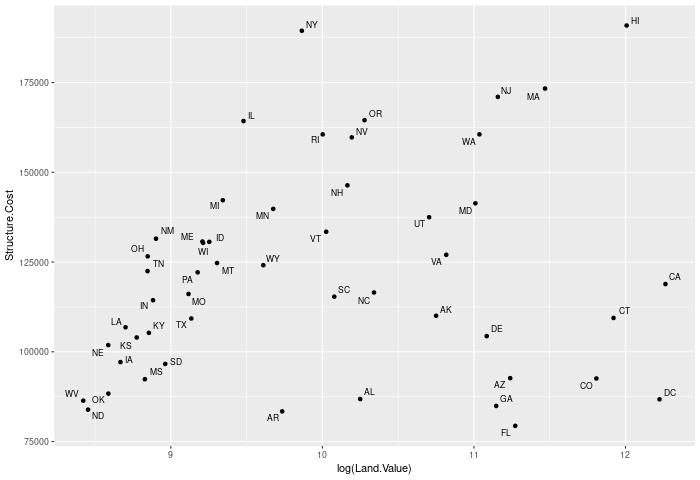 NY
HI
175000
NJ
MA
IL
OR
RI
NV
WA
150000
NH
MI
MN
MD
UT
NM
ME
ID
VT
OH
WI
VA
125000
TN
WY
MT
PA
CA
SC
NC
IN
MO
AK
CT
LA
TX
KY
DE
KS
100000
NE
IA
SD
MS
AZ
CO
WV
OK
AL
GA
DC
ND
AR
FL
75000
9
10
11
12
log(Land.Value)
Structure.Cost